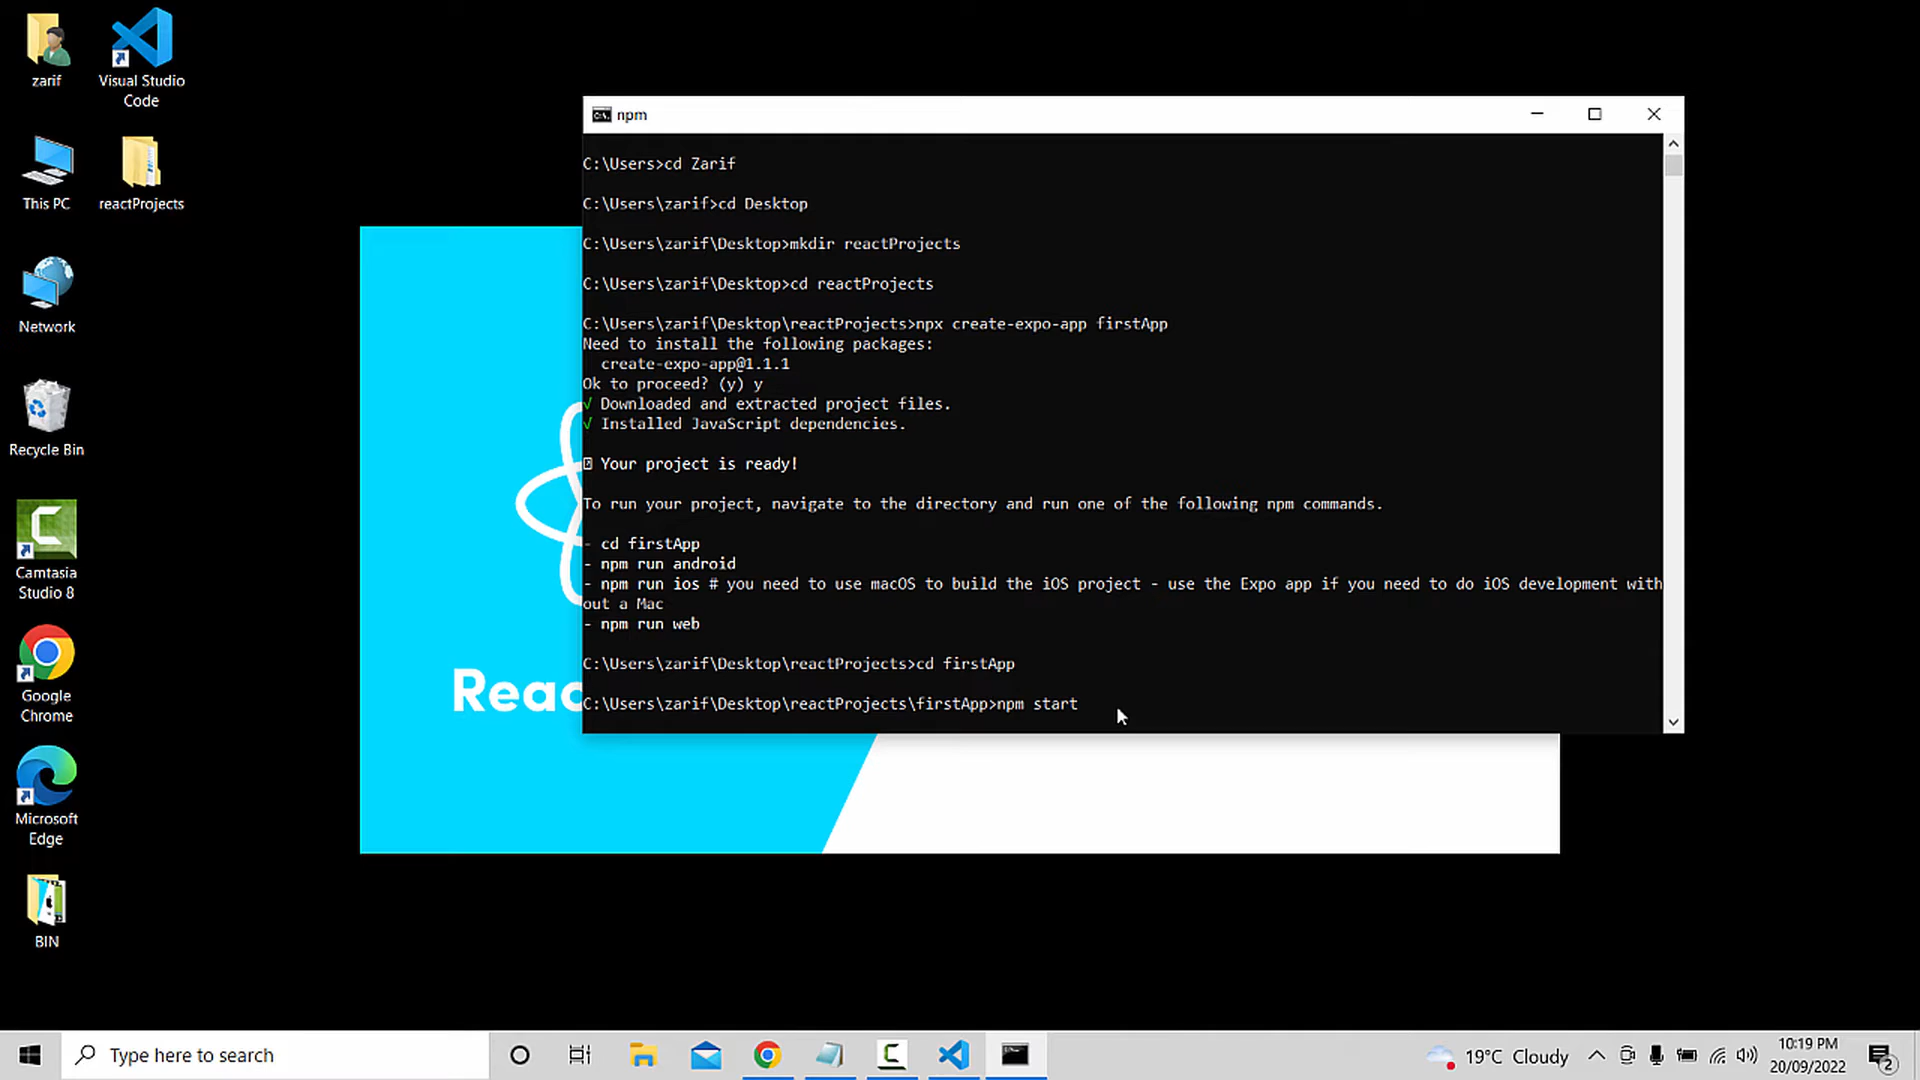 zarif
Visual Studio
Code
This PC
reactProjects
Network
Recycle Bin
Camtasia
Studio 8
Google
Chrome
Microsoft
Edge
BIN
Reac
npm
C:\Users>cd Zarif
C:\Users\zarif>cd Desktop
C:\Users\zarif\Desktop>mkdir reactProjects
C:\Users\zarif\Desktop>cd reactProjects
C:\Users\zarif\Desktop\reactProjects>npx create-expo-app firstApp
Need to install the following packages:
create-expo-app@1.1.1
Ok to proceed? (y) y
√ Downloaded and extracted project files.
√ Installed JavaScript dependencies.
Your project is ready!
To run your project, navigate to the directory and run one of the following npm commands.
- cd firstApp
- npm run android
- npm run ios # you need to use macOS to build the iOS project - use the Expo app if you need to do iOS development with
out a Mac
- npm run web
C:\Users\zarif\Desktop\reactProjects>cd firstApp
C:\Users\zarif\Desktop\reactProjects\firstApp>npm start
Type here to search
19°C Cloudy
10:19 PM
20/09/2022
2